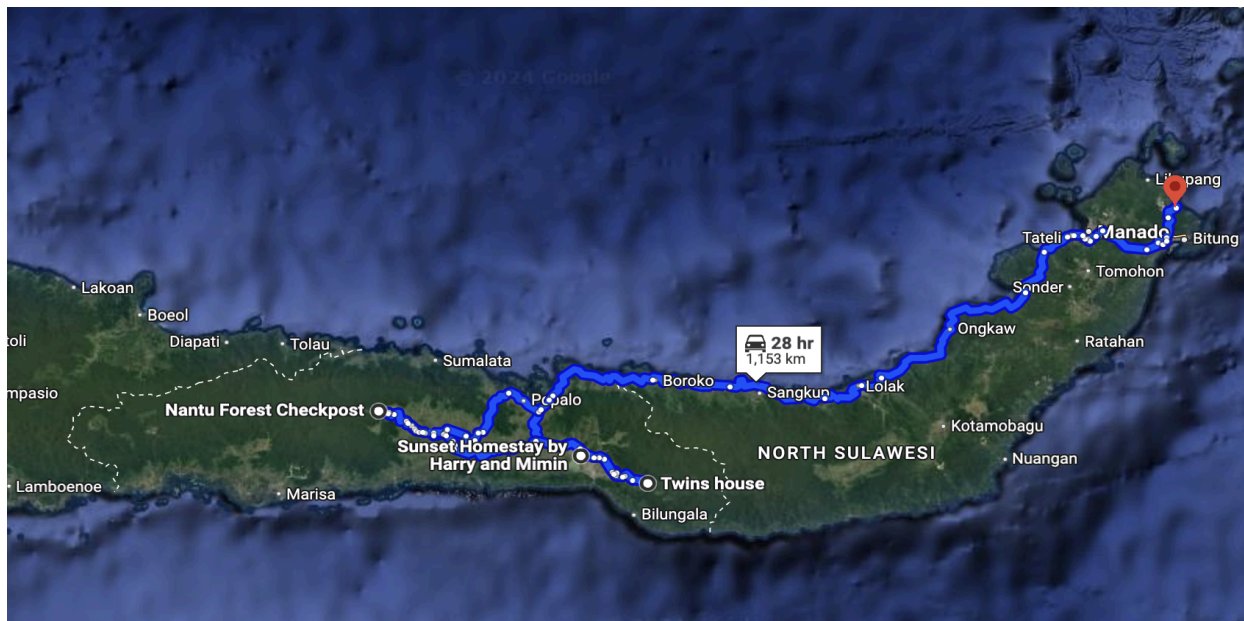 © 2024 Google
Likupang
Manado
Tateli
Bitung
Tomohon
Sonder
Lakoan
Boeol
Diapati
Tolau
toli
Sumalata
Ongkaw
Ratahan
28 hr
1,153 km
mpasio
Boroko
Sangkup
Lolak
Popalo
Nantu Forest Checkpost
Kotamobagu
Sunset Homestay by
Harry and Mimin
NORTH SULAWESI
Nuangan
Lamboenoe
Marisa
Twins house
Bilungala